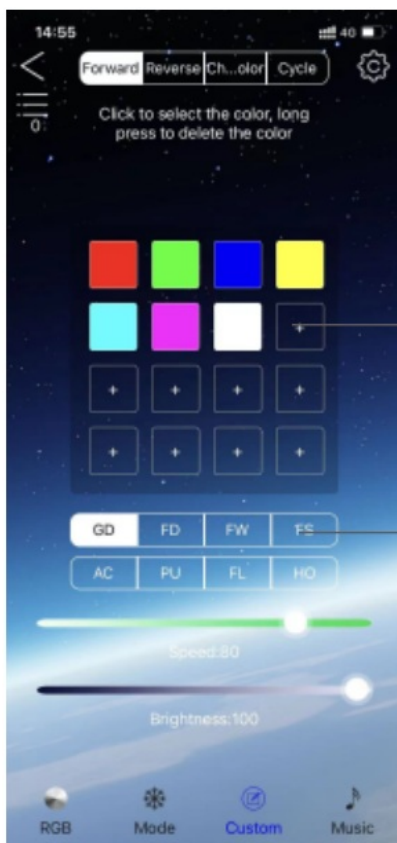 14:55
4G
Forward Reverse Ch...olor Cycle
C
0
Click to select the color, long
press to delete the color
+
+ + + +
+ + + +
GD FD FW FS
AC PU FL HO
Speed:80
Brightness:100
RGB Mode Custom Music